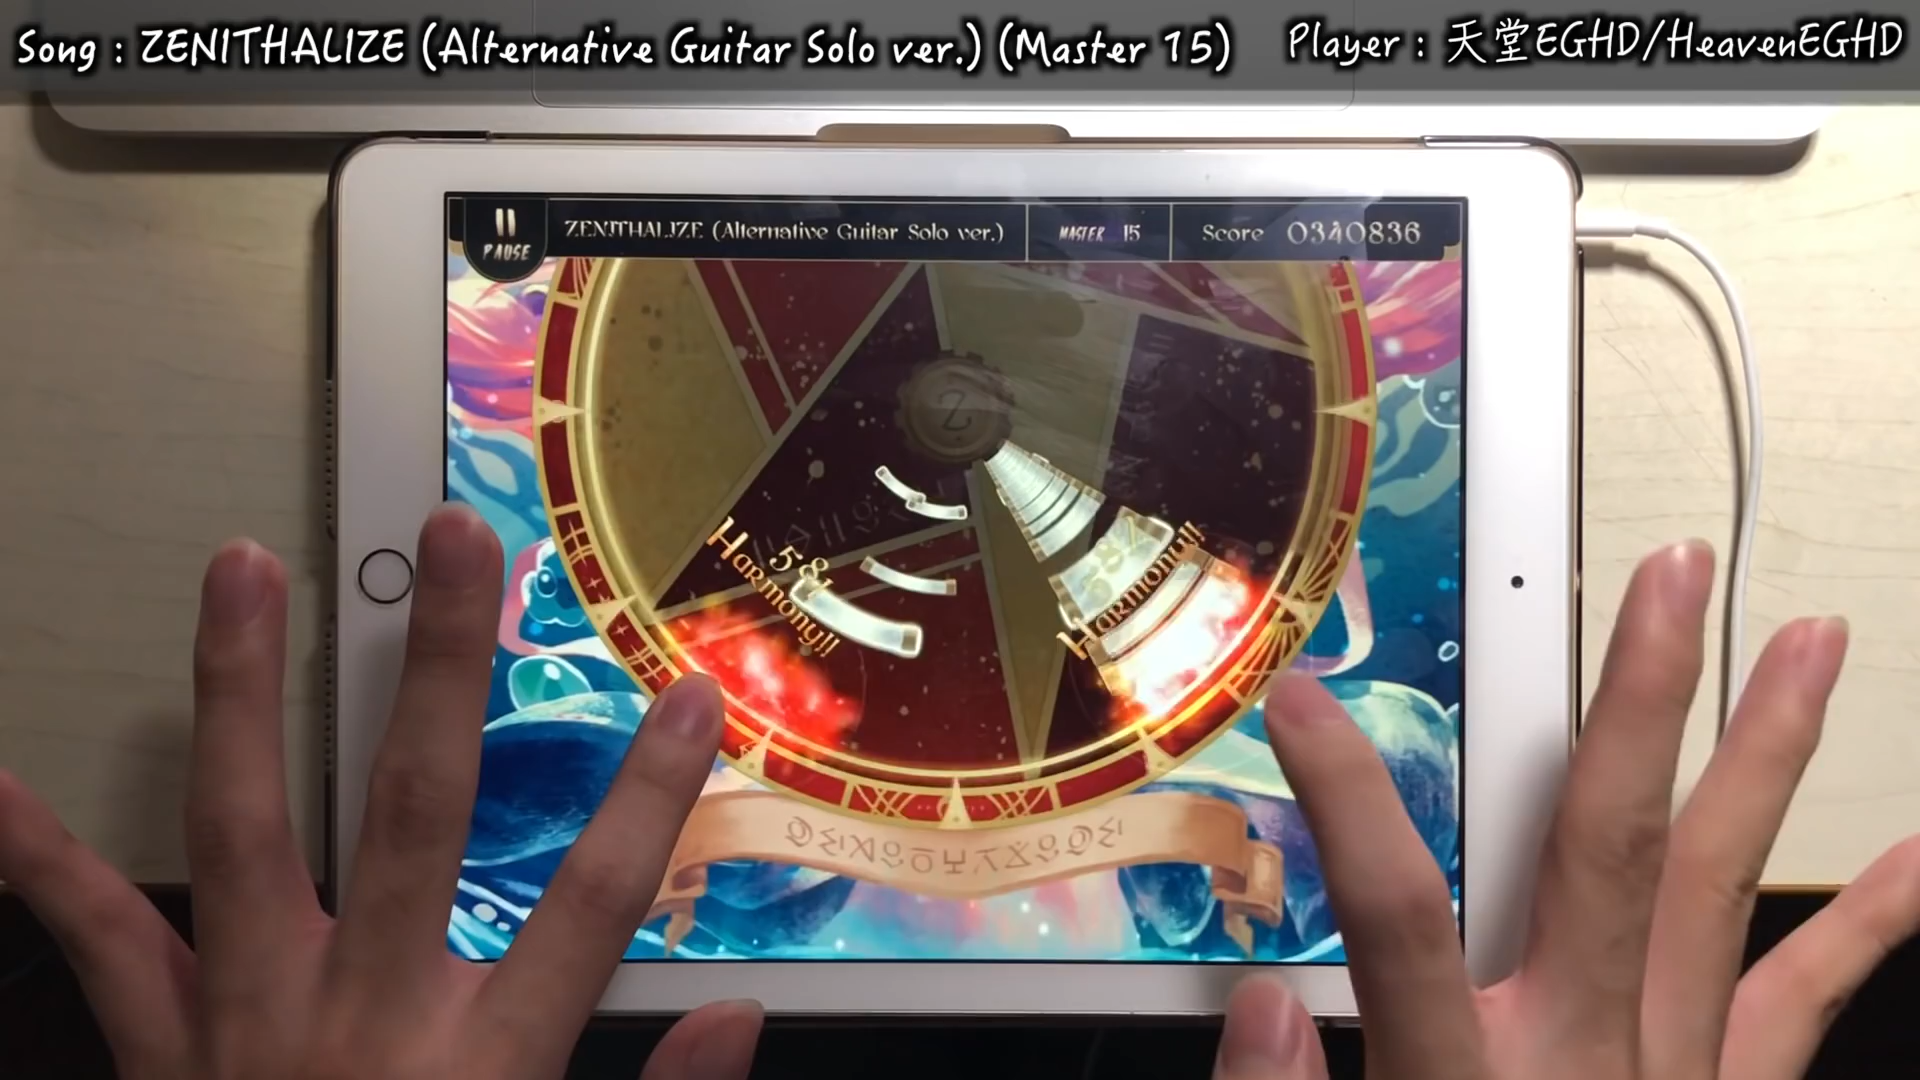 Song : ZENITHALIZE (Alternative Guitar Solo ver.) (Master 15)
Player : 天堂EGHD/HeavenEGHD
PAUSE
ZENITHALIZE (Alternative Guitar Solo ver.)
MASTER 15
Score 0340836
Z
581
Harmony!!
Harmony!!